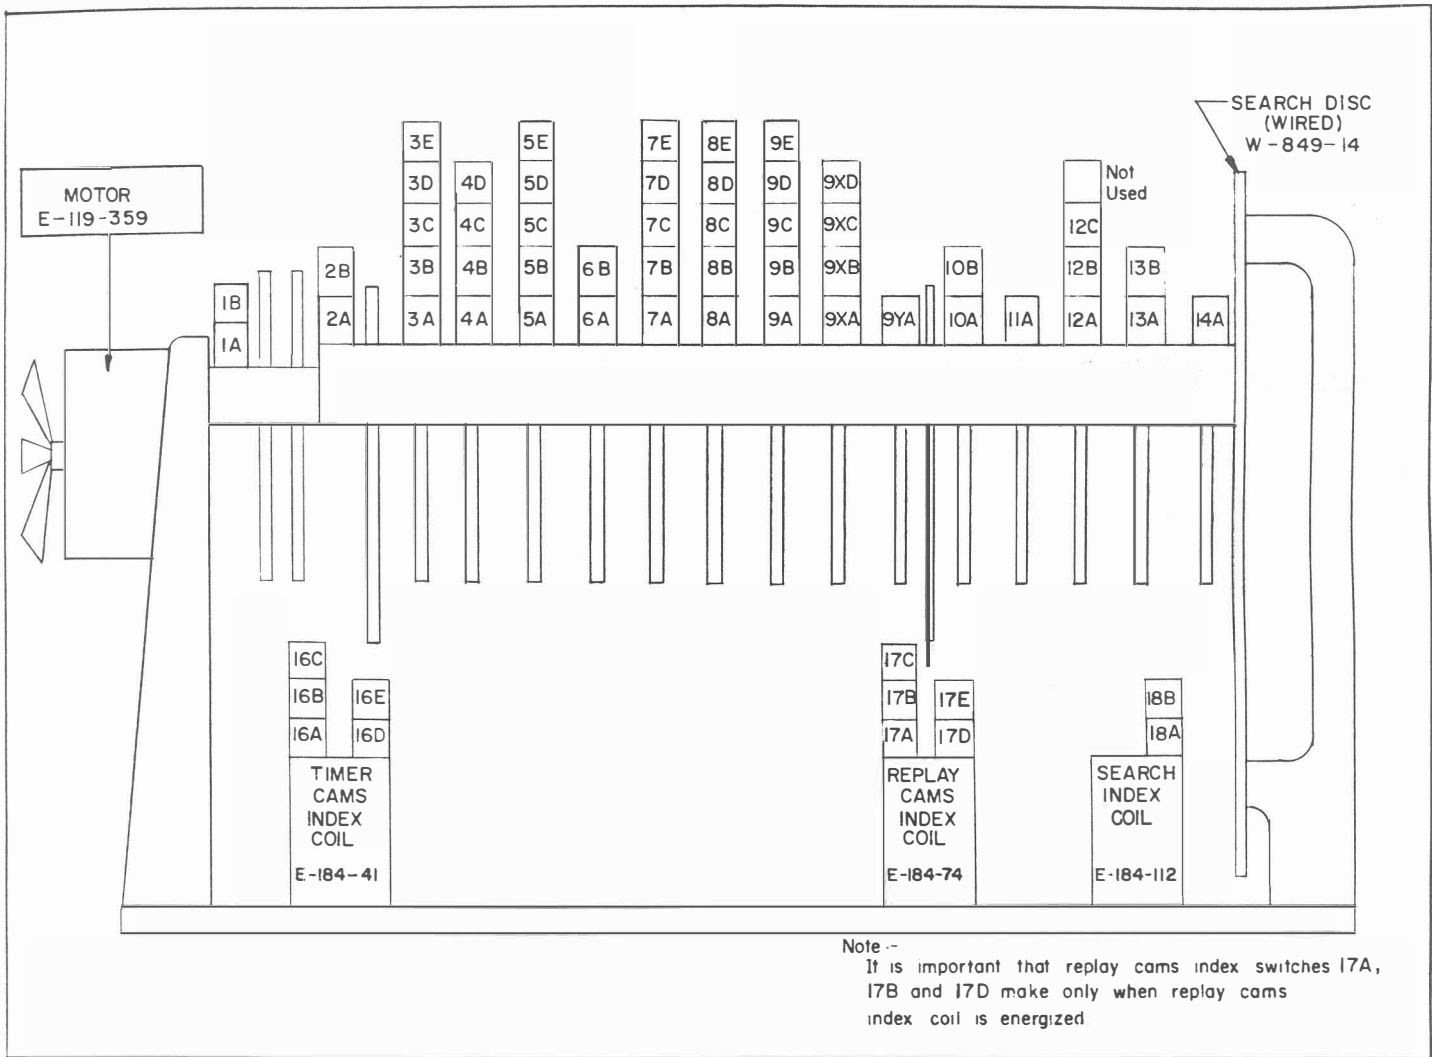 SEARCH DISC
(WIRED)
W-849-14
MOTOR
E-119-359
3E
5E
7E
8E
9E
3D
4D
5D
7D
8D
9D
9XD
Not
Used
3C
4C
5C
7C
8C
9C
9XC
12C
2B
3B
4B
5B
6B
7B
8B
9B
9XB
10B
12B
13B
1B
2A
3A
4A
5A
6A
7A
8A
9A
9XA
9YA
10A
11A
12A
13A
14A
1A
16C
17C
16B
16E
17B
17E
18B
16A
16D
17A
17D
18A
TIMER
CAMS
INDEX
COIL
E-184-41
REPLAY
CAMS
INDEX
COIL
E-184-74
SEARCH
INDEX
COIL
E-184-112
Note :-
It is important that replay cams index switches 17A,
17B and 17D make only when replay cams
index coil is energized